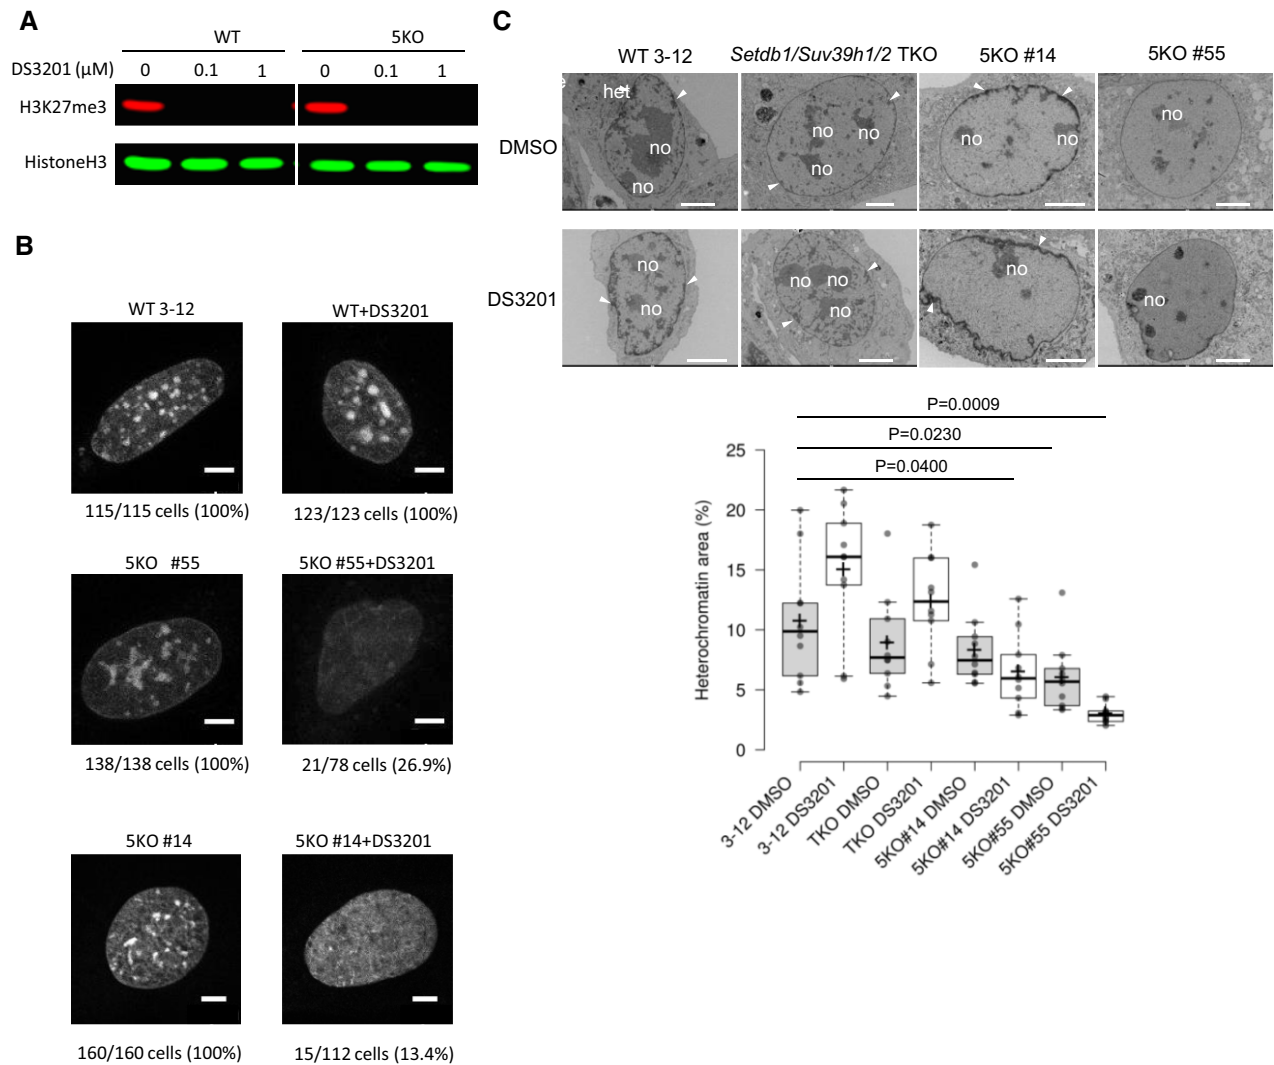 A
WT
5KO
DS3201 (µM)
0
0.1
1
0
0.1
1
H3K27me3
HistoneH3
B
WT 3-12
WT+DS3201
115/115 cells (100%)
123/123 cells (100%)
5KO #55
5KO #55+DS3201
138/138 cells (100%)
21/78 cells (26.9%)
5KO #14
5KO #14+DS3201
160/160 cells (100%)
15/112 cells (13.4%)
C
WT 3-12
Setdb1/Suv39h1/2 TKO
5KO #14
5KO #55
DMSO
e
het
no
no
no
no
no
no
no
no
DS3201
no
no
no
no
no
no
no
P=0.0009
P=0.0230
P=0.0400
Heterochromatin area (%)
25
20
15
10
5
0
3-12 DMSO
3-12 DS3201
TKO DMSO
TKO DS3201
5KO#14 DMSO
5KO#14 DS3201
5KO#55 DMSO
5KO#55 DS3201